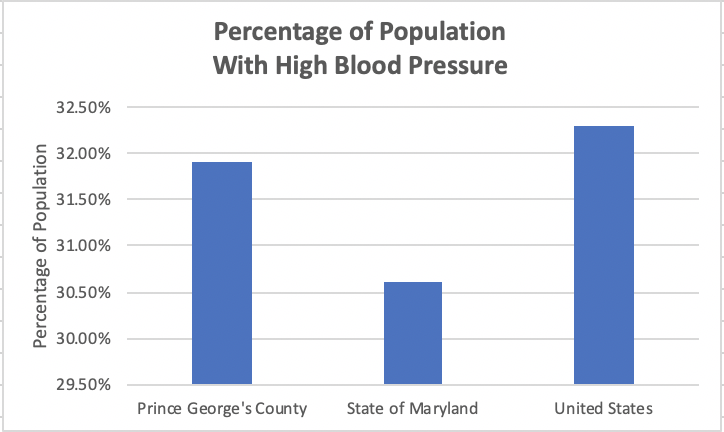 Percentage of Population
With High Blood Pressure
Percentage of Population
32.50%
32.00%
31.50%
31.00%
30.50%
30.00%
29.50%
Prince George's County
State of Maryland
United States